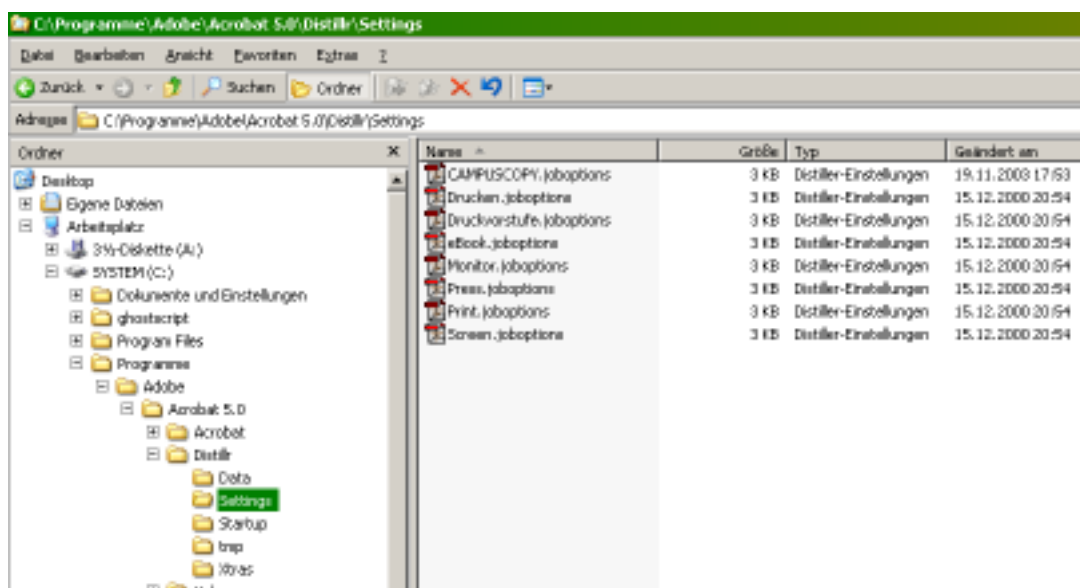 C:\Programme\Adobe\Acrobat 5.0\Distillr\Settings
Datei Bearbeiten Ansicht Favoriten Extras ?
Zurück Suchen Ordner
Adresse C:\Programme\Adobe\Acrobat 5.0\Distillr\Settings
Ordner
Desktop
Eigene Dateien
Arbeitsplatz
3½-Diskette (A:)
SYSTEM (C:)
Dokumente und Einstellungen
ghostscript
Program Files
Programme
Adobe
Acrobat 5.0
Acrobat
Distillr
Data
Settings
Startup
tmp
Xtras
Name Größe Typ Geändert am
CAMPUSCOPY.joboptions 3 KB Distiller-Einstellungen 19.11.2003 17:53
Drucken.joboptions 3 KB Distiller-Einstellungen 15.12.2000 20:54
Druckvorstufe.joboptions 3 KB Distiller-Einstellungen 15.12.2000 20:54
eBook.joboptions 3 KB Distiller-Einstellungen 15.12.2000 20:54
Monitor.joboptions 3 KB Distiller-Einstellungen 15.12.2000 20:54
Press.joboptions 3 KB Distiller-Einstellungen 15.12.2000 20:54
Print.joboptions 3 KB Distiller-Einstellungen 15.12.2000 20:54
Screen.joboptions 3 KB Distiller-Einstellungen 15.12.2000 20:54